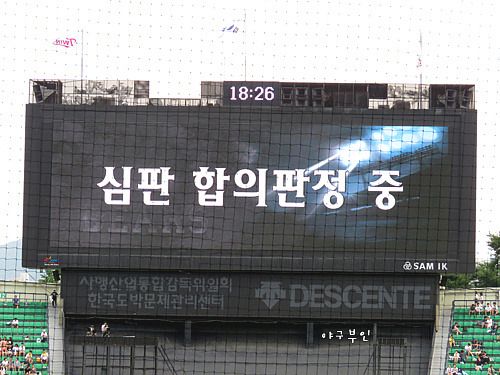 18:26
심판 합의판정 중
SAM IK
사행산업통합감독위원회
한국도박문제관리센터
DESCENTE
야구부인